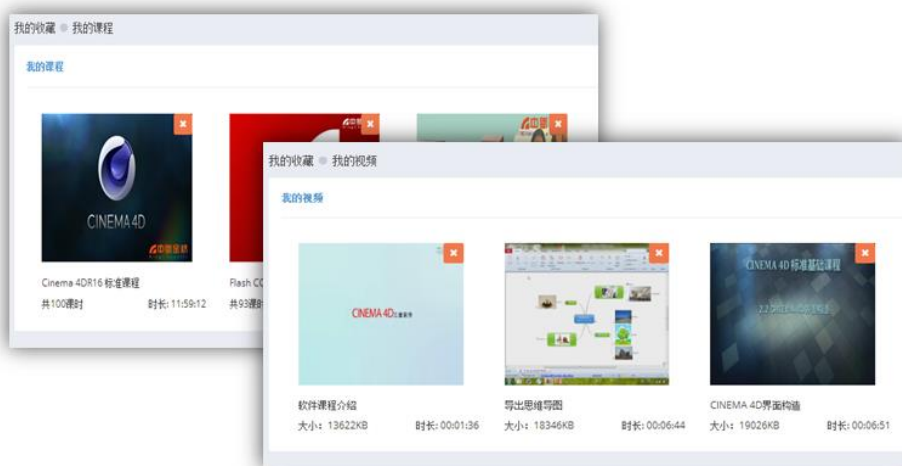 我的收藏 我的课程
我的课程
CINEMA 4D
Cinema 4DR16 标准课程
共100课时 时长: 11:59:12
Flash CC
共93课时
我的收藏 我的视频
我的视频
CINEMA 4D
CINEMA 4D 标准基础课程
软件课程介绍
大小: 13622KB 时长: 00:01:36
导出思维导图
大小: 18346KB 时长: 00:06:44
CINEMA 4D界面构造
大小: 19026KB 时长: 00:06:51